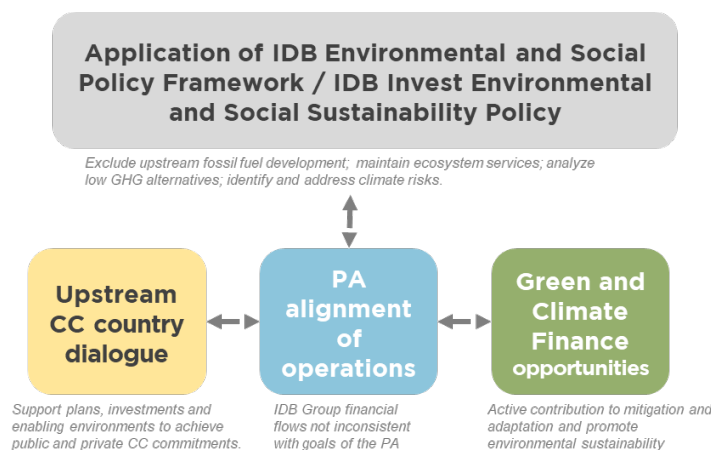 Application of IDB Environmental and Social
Policy Framework / IDB Invest Environmental
and Social Sustainability Policy
Exclude upstream fossil fuel development; maintain ecosystem services; analyze
low GHG alternatives; identify and address climate risks.
Upstream
CC country
dialogue
Support plans, investments and
enabling environments to achieve
public and private CC commitments.
PA
alignment
of
operations
IDB Group financial
flows not inconsistent
with goals of the PA
Green and
Climate
Finance
opportunities
Active contribution to mitigation and
adaptation and promote
environmental sustainability